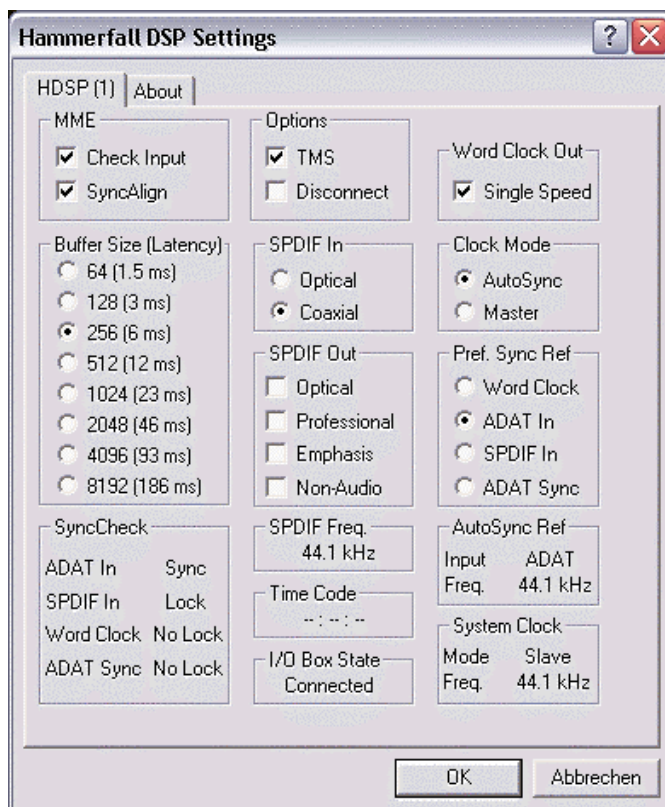 Hammerfall DSP Settings
HDSP (1)
About
MME
Check Input
SyncAlign
Options
TMS
Disconnect
Word Clock Out
Single Speed
Buffer Size (Latency)
64 (1.5 ms)
128 (3 ms)
256 (6 ms)
512 (12 ms)
1024 (23 ms)
2048 (46 ms)
4096 (93 ms)
8192 (186 ms)
SPDIF In
Optical
Coaxial
Clock Mode
AutoSync
Master
SPDIF Out
Optical
Professional
Emphasis
Non-Audio
Pref. Sync Ref
Word Clock
ADAT In
SPDIF In
ADAT Sync
SyncCheck
ADAT In Sync
SPDIF In Lock
Word Clock No Lock
ADAT Sync No Lock
SPDIF Freq.
44.1 kHz
Time Code
-- : -- : --
I/O Box State
Connected
AutoSync Ref
Input ADAT
Freq. 44.1 kHz
System Clock
Mode Slave
Freq. 44.1 kHz
OK
Abbrechen